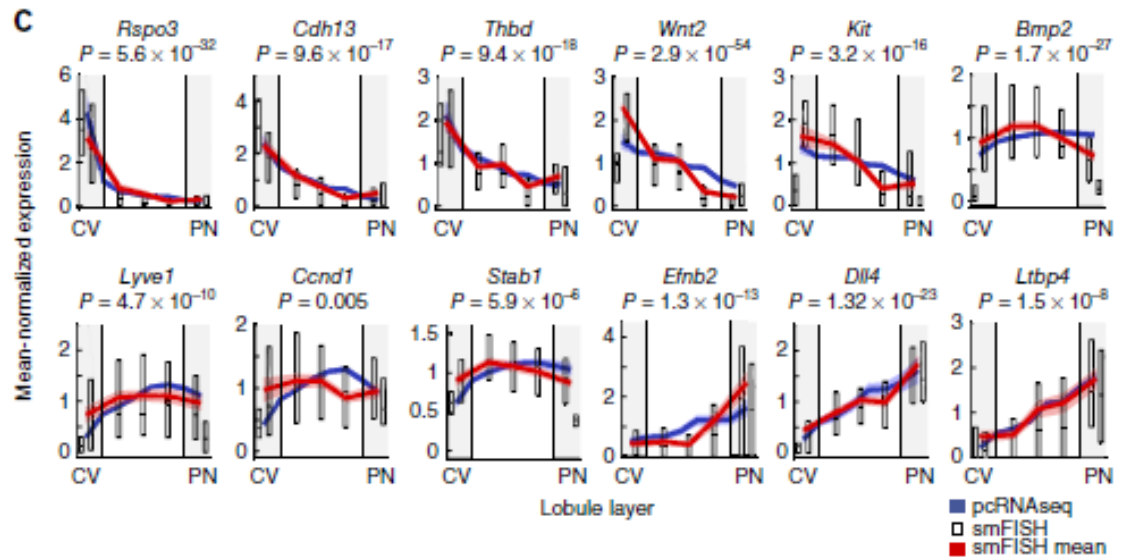 C
Rspo3 Cdh13 Thbd Wnt2 Kit Bmp2
P = 5.6 × 10⁻³² P = 9.6 × 10⁻¹⁷ P = 9.4 × 10⁻¹⁸ P = 2.9 × 10⁻⁵⁴ P = 3.2 × 10⁻¹⁶ P = 1.7 × 10⁻²⁷
Mean-normalized expression
6 4 2 0
4 2 0
3 2 1 0
3 2 1 0
3 2 1 0
2 1 0
CV PN CV PN CV PN CV PN CV PN CV PN
Lyve1 Ccnd1 Stab1 Efnb2 Dll4 Ltbp4
P = 4.7 × 10⁻¹⁰ P = 0.005 P = 5.9 × 10⁻⁶ P = 1.3 × 10⁻¹³ P = 1.32 × 10⁻²³ P = 1.5 × 10⁻⁸
2 1 0
2 1 0
1.5 1.0 0.5 0
4 2 0
2 1 0
3 2 1 0
CV PN CV PN CV PN CV PN CV PN CV PN
Lobule layer
pcRNAseq
smFISH
smFISH mean